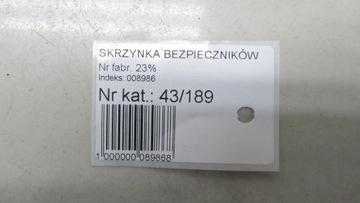 SKRZYNKA BEZPIECZNIKÓW
Nr fabr. 23%
Indeks: 008986
Nr kat.: 43/189
1 000000 089868